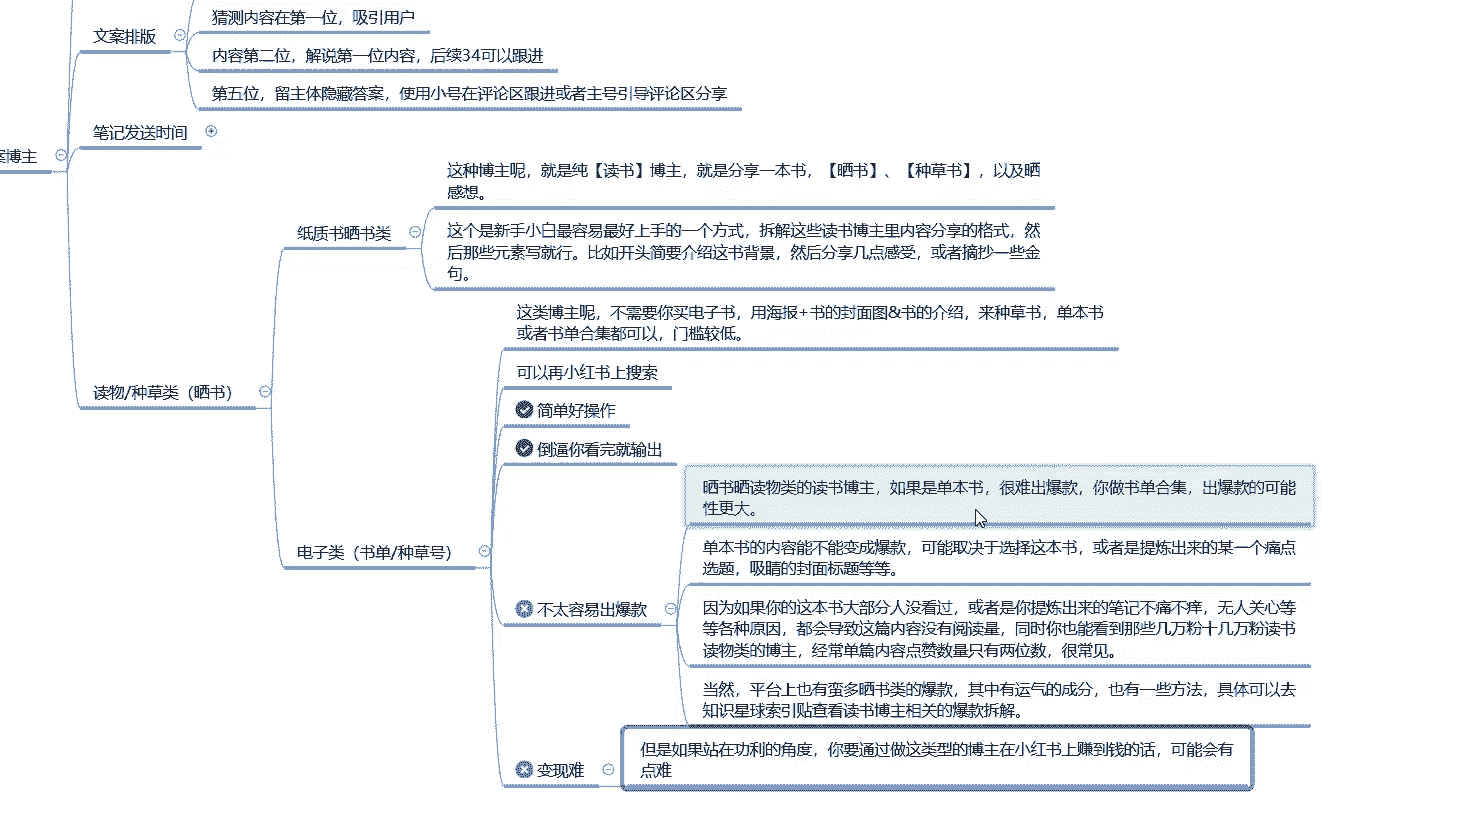 文案排版
猜测内容在第一位，吸引用户
内容第二位，解说第一位内容，后续34可以跟进
第五位，留主体隐藏答案，使用小号在评论区跟进或者主号引导评论区分享
笔记发送时间
博主
读物/种草类（晒书）
纸质书晒书类
这种博主呢，就是纯【读书】博主，就是分享一本书，【晒书】、【种草书】，以及晒
感想。
这个是新手小白最容易最好上手的一个方式，拆解这些读书博主里内容分享的格式，然
后那些元素写就行。比如开头简要介绍这书背景，然后分享几点感受，或者摘抄一些金
句。
电子类（书单/种草号）
这类博主呢，不需要你买电子书，用海报+书的封面图&书的介绍，来种草书，单本书
或者书单合集都可以，门槛较低。
可以再小红书上搜索
简单好操作
倒逼你看完就输出
不太容易出爆款
晒书晒读物类的读书博主，如果是单本书，很难出爆款，你做书单合集，出爆款的可能
性更大。
单本书的内容能不能变成爆款，可能取决于选择这本书，或者是提炼出来的某一个痛点
选题，吸睛的封面标题等等。
因为如果你的这本书大部分人没看过，或者是你提炼出来的笔记不痛不痒，无人关心等
等各种原因，都会导致这篇内容没有阅读量，同时你也能看到那些几万粉十几万粉读书
读物类的博主，经常单篇内容点赞数量只有两位数，很常见。
当然，平台上也有蛮多晒书类的爆款，其中有运气的成分，也有一些方法，具体可以去
知识星球索引贴查看读书博主相关的爆款拆解。
变现难
但是如果站在功利的角度，你要通过做这类型的博主在小红书上赚到钱的话，可能会有
点难